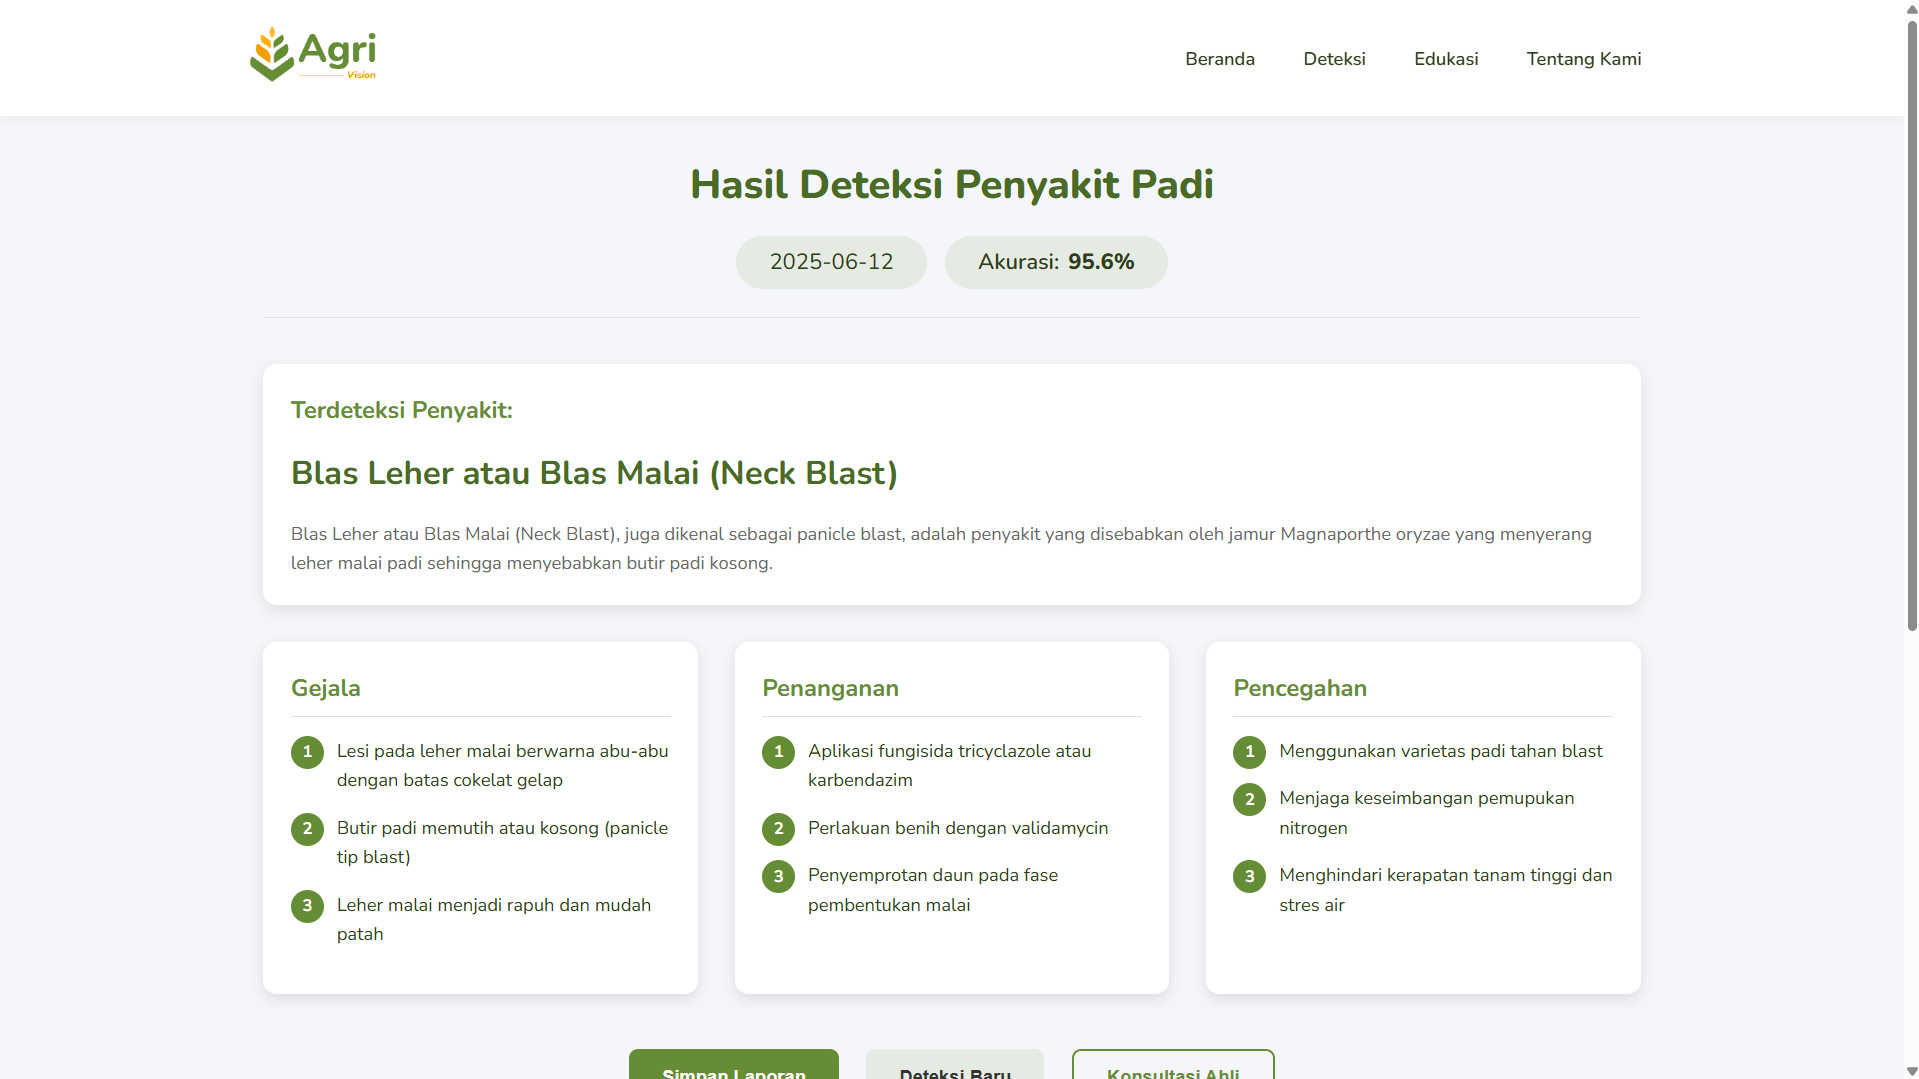 Agri
Vision
Beranda Deteksi Edukasi Tentang Kami
Hasil Deteksi Penyakit Padi
2025-06-12 Akurasi: 95.6%
Terdeteksi Penyakit:
Blas Leher atau Blas Malai (Neck Blast)
Blas Leher atau Blas Malai (Neck Blast), juga dikenal sebagai panicle blast, adalah penyakit yang disebabkan oleh jamur Magnaporthe oryzae yang menyerang
leher malai padi sehingga menyebabkan butir padi kosong.
Gejala
1 Lesi pada leher malai berwarna abu-abu
dengan batas cokelat gelap
2 Butir padi memutih atau kosong (panicle
tip blast)
3 Leher malai menjadi rapuh dan mudah
patah
Penanganan
1 Aplikasi fungisida tricyclazole atau
karbendazim
2 Perlakuan benih dengan validamycin
3 Penyemprotan daun pada fase
pembentukan malai
Pencegahan
1 Menggunakan varietas padi tahan blast
2 Menjaga keseimbangan pemupukan
nitrogen
3 Menghindari kerapatan tanam tinggi dan
stres air
Simpan Laporan Deteksi Baru Konsultasi Ahli